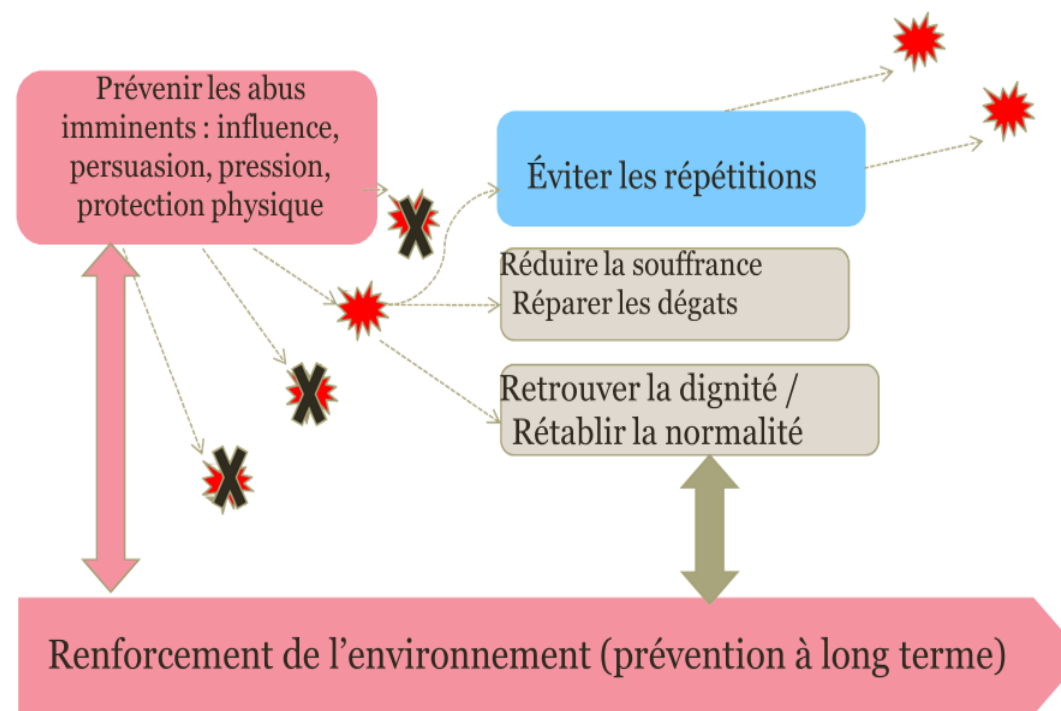 Prévenir les abus
imminents : influence,
persuasion, pression,
protection physique
Éviter les répétitions
Réduire la souffrance
Réparer les dégats
Retrouver la dignité /
Rétablir la normalité
Renforcement de l’environnement (prévention à long terme)